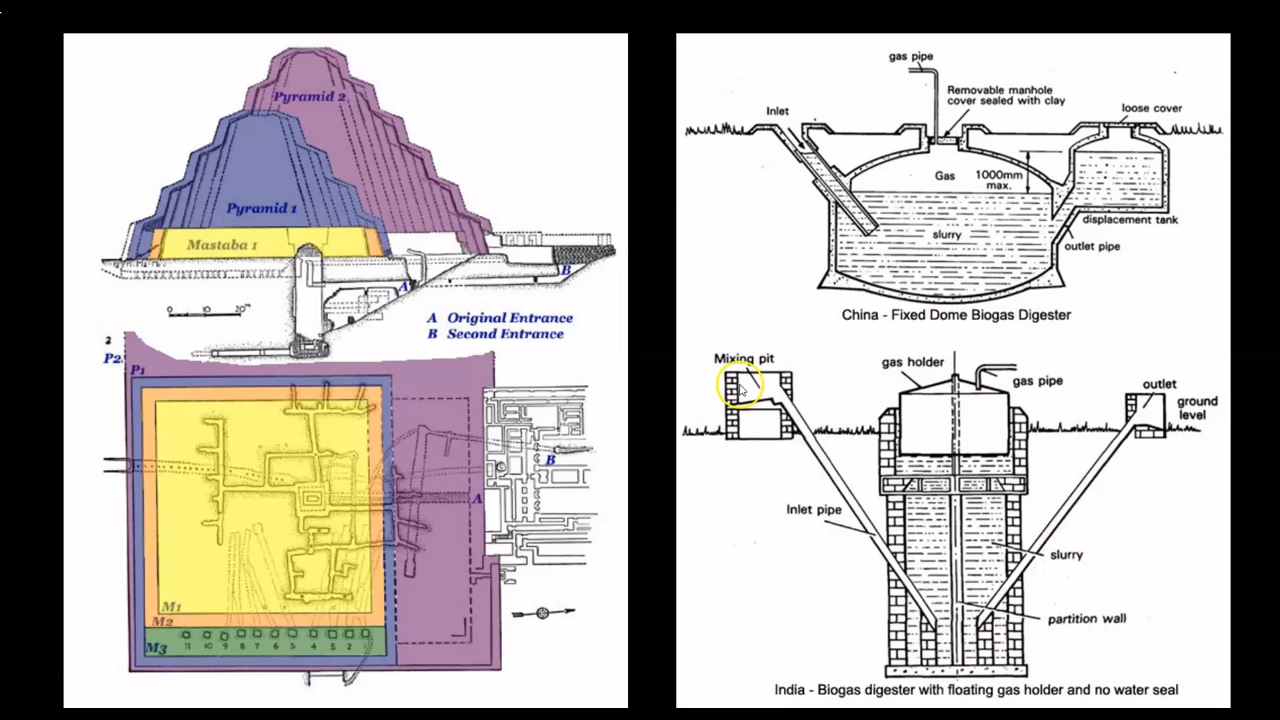 Pyramid 2
Pyramid 1
Mastaba 1
A
B
0 10 20m
A Original Entrance
B Second Entrance
P2
P1
B
A
M1
M2
M3
11 10 9 8 7 6 5 4 3 2 1
gas pipe
Removable manhole
cover sealed with clay
Inlet
loose cover
Gas
1000mm
max.
slurry
displacement tank
outlet pipe
China - Fixed Dome Biogas Digester
Mixing pit
gas holder
gas pipe
outlet
ground
level
Inlet pipe
slurry
partition wall
India - Biogas digester with floating gas holder and no water seal